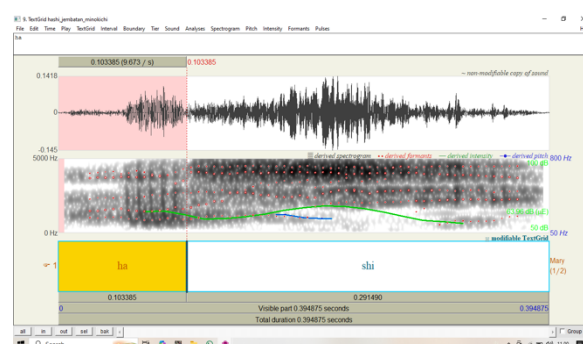 9. TextGrid hashi_jembatan_minokichi
File Edit Time Play TextGrid Interval Boundary Tier Sound Analyses Spectrogram Pitch Intensity Formants Pulses
ha
0.103385 (9.673 / s) 0.103385
0.1418
~ non-modifiable copy of sound
0
-0.145
5000 Hz derived spectrogram derived formants derived intensity derived pitch 800 Hz
100 dB
0 Hz 50 dB 50 Hz
modifiable TextGrid
1 ha shi Mary
(1/2)
0.103385 0.291490
0 Visible part 0.394875 seconds 0.394875
Total duration 0.394875 seconds
all in out sel bak Group
Search